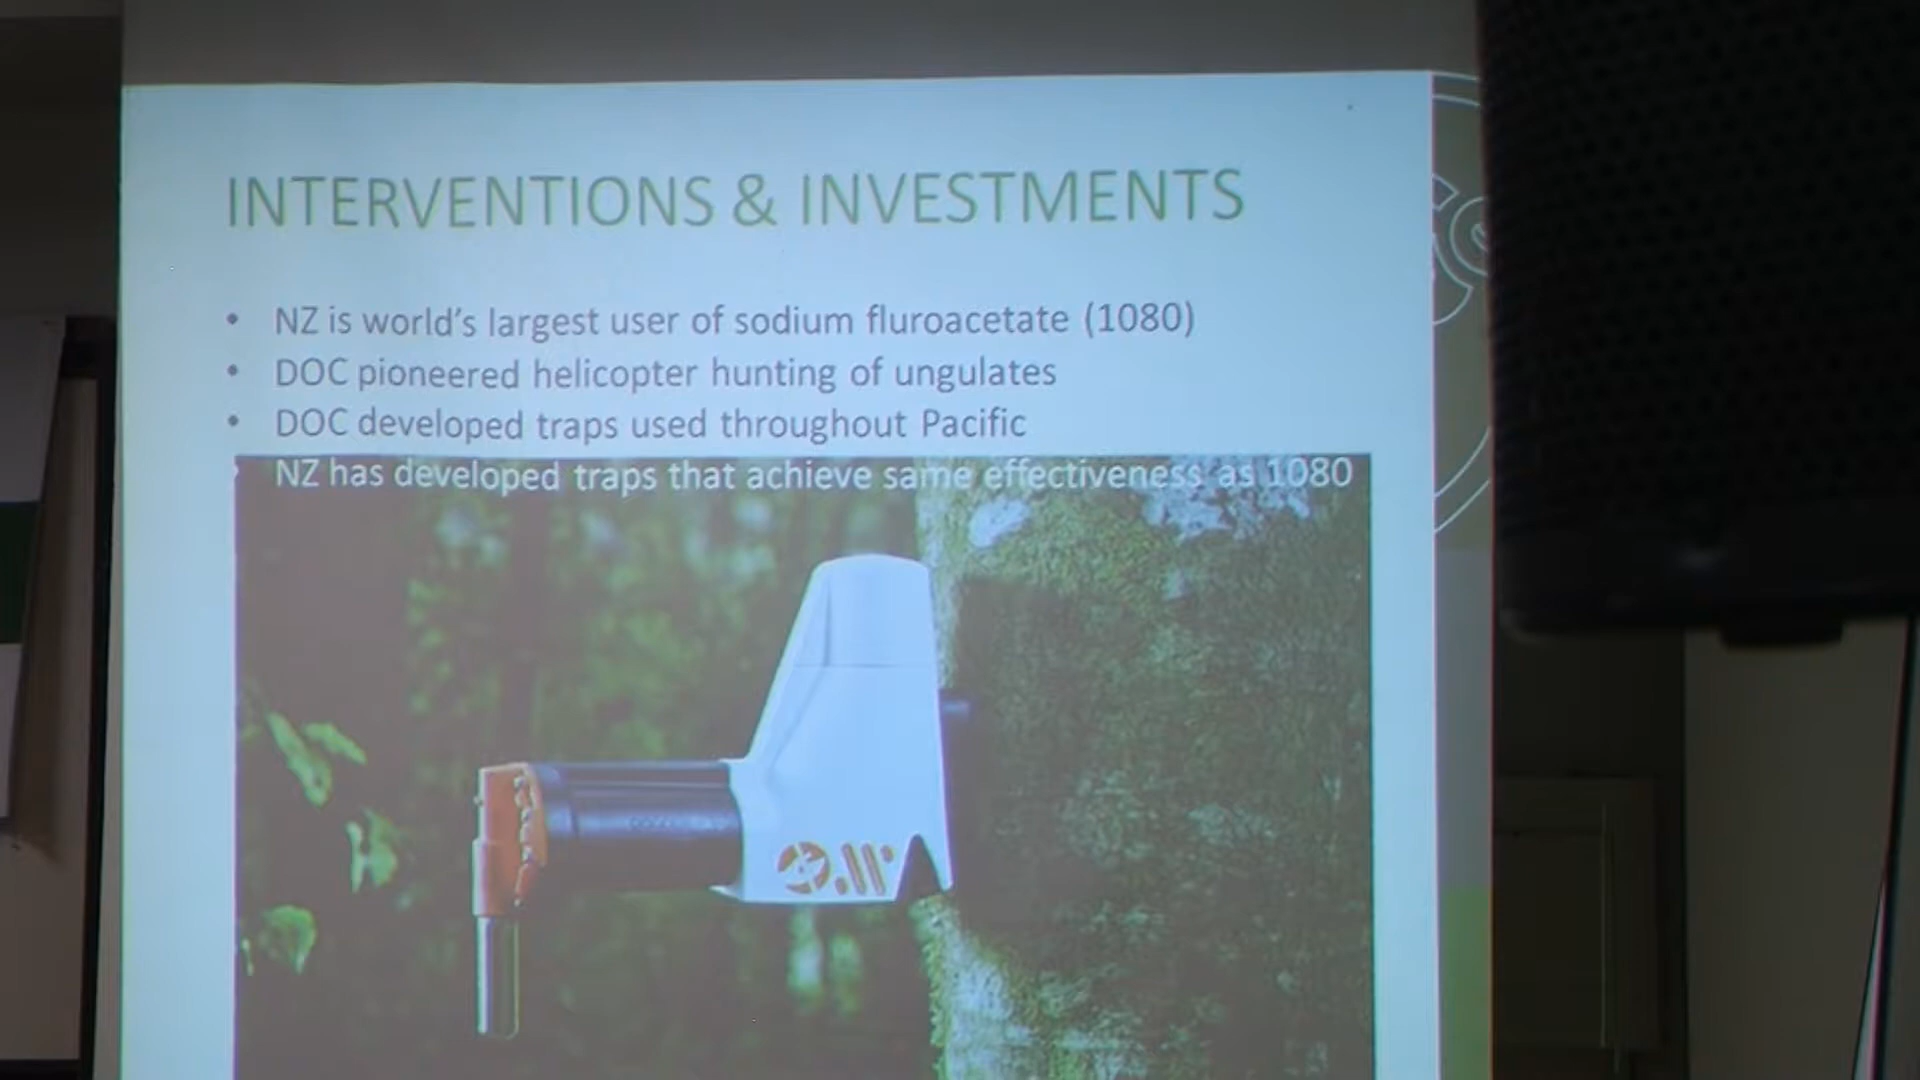 INTERVENTIONS & INVESTMENTS
• NZ is world's largest user of sodium fluroacetate (1080)
• DOC pioneered helicopter hunting of ungulates
• DOC developed traps used throughout Pacific
NZ has developed traps that achieve same effectiveness as 1080